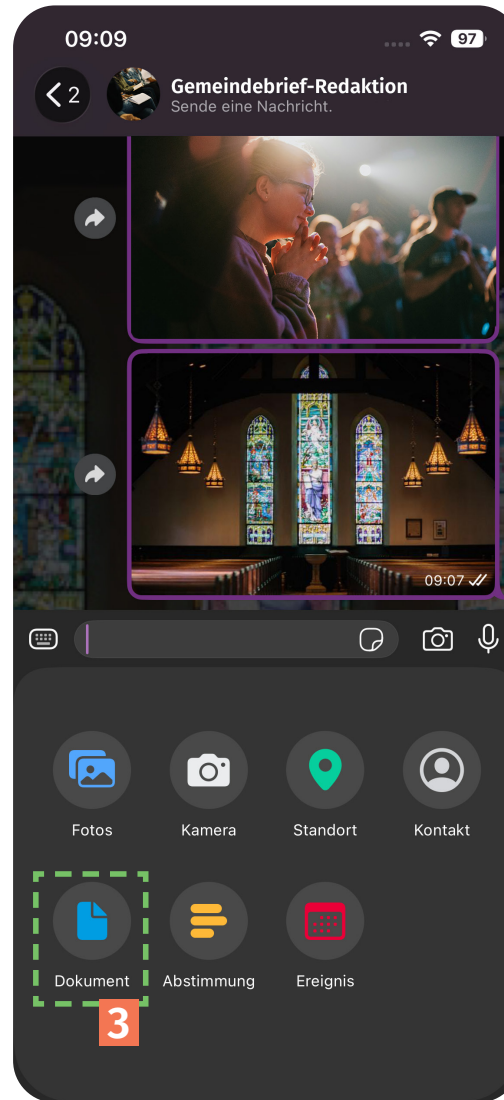 09:09
97
2
Gemeindebrief-Redaktion
Sende eine Nachricht.
09:07
Fotos
Kamera
Standort
Kontakt
Dokument
Abstimmung
Ereignis
3